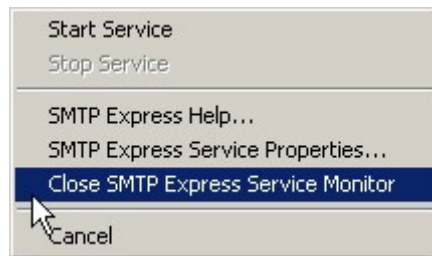 Start Service
Stop Service
SMTP Express Help...
SMTP Express Service Properties...
Close SMTP Express Service Monitor
Cancel